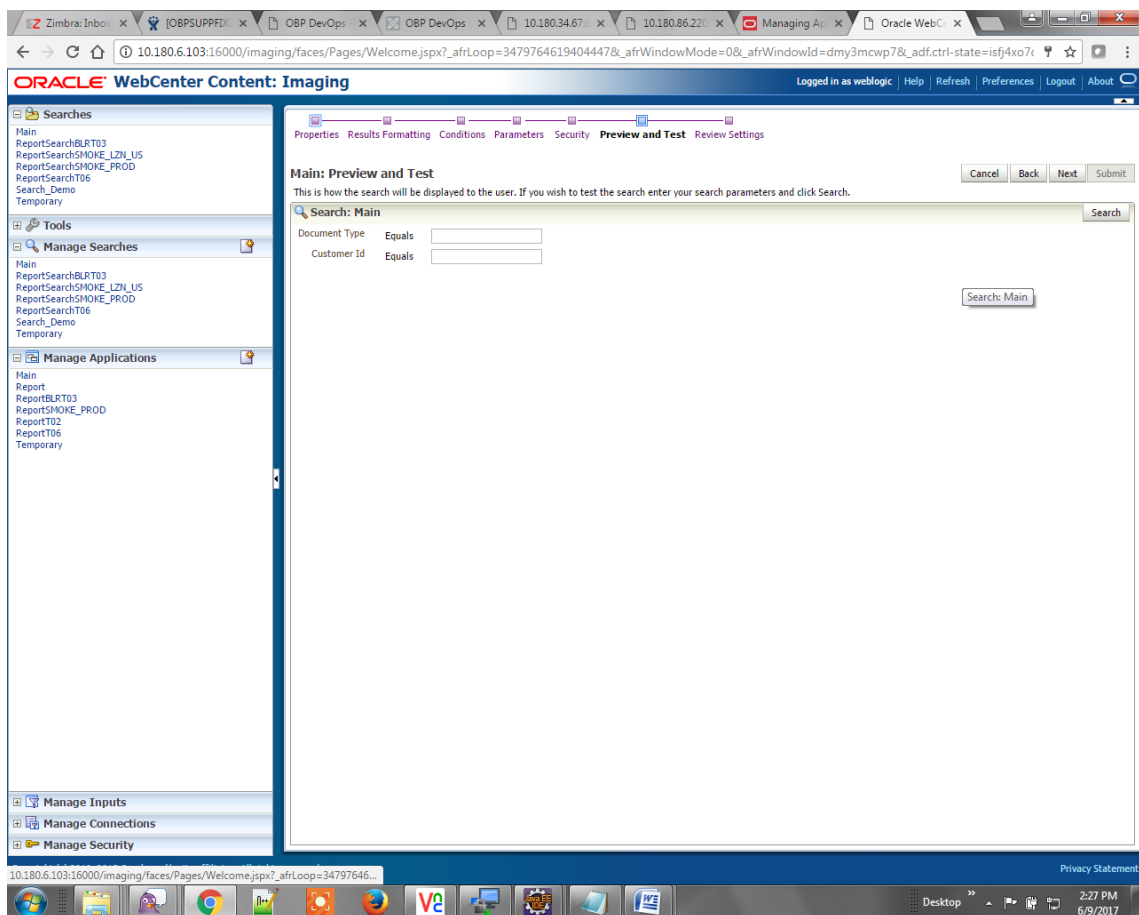 Zimbra: Inbo
[OBPSUPPFIX
OBP DevOps
OBP DevOps
10.180.34.67:
10.180.86.220
Managing Ap
Oracle WebCe
10.180.6.103:16000/imaging/faces/Pages/Welcome.jspx?_afrLoop=3479764619404447&_afrWindowMode=0&_afrWindowId=dmy3mcwp7&_adf.ctrl-state=isfj4xo7c
ORACLE WebCenter Content: Imaging
Logged in as weblogic | Help | Refresh | Preferences | Logout | About
Searches
Main
ReportSearchBLRT03
ReportSearchSMOKE_LZN_US
ReportSearchSMOKE_PROD
ReportSearchT06
Search_Demo
Temporary
Tools
Manage Searches
Main
ReportSearchBLRT03
ReportSearchSMOKE_LZN_US
ReportSearchSMOKE_PROD
ReportSearchT06
Search_Demo
Temporary
Manage Applications
Main
Report
ReportBLRT03
ReportSMOKE_PROD
ReportT02
ReportT06
Temporary
Manage Inputs
Manage Connections
Manage Security
Properties Results Formatting Conditions Parameters Security Preview and Test Review Settings
Main: Preview and Test
Cancel Back Next Submit
This is how the search will be displayed to the user. If you wish to test the search enter your search parameters and click Search.
Search: Main
Search
Document Type Equals
Customer Id Equals
Search: Main
10.180.6.103:16000/imaging/faces/Pages/Welcome.jspx?_afrLoop=34797646...
Privacy Statement
Desktop
2:27 PM
6/9/2017